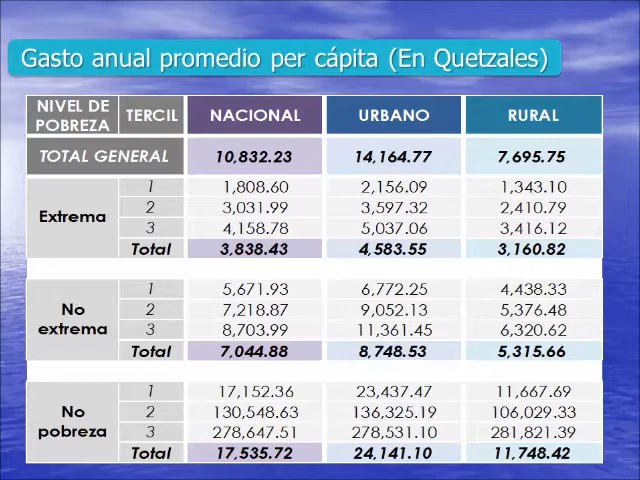 Gasto anual promedio per cápita (En Quetzales)
NIVEL DE POBREZA TERCIL NACIONAL URBANO RURAL
TOTAL GENERAL 10,832.23 14,164.77 7,695.75
Extrema
1 1,808.60 2,156.09 1,343.10
2 3,031.99 3,597.32 2,410.79
3 4,158.78 5,037.06 3,416.12
Total 3,838.43 4,583.55 3,160.82
No extrema
1 5,671.93 6,772.25 4,438.33
2 7,218.87 9,052.13 5,376.48
3 8,703.99 11,361.45 6,320.62
Total 7,044.88 8,748.53 5,315.66
No pobreza
1 17,152.36 23,437.47 11,667.69
2 130,548.63 136,325.19 106,029.33
3 278,647.51 278,531.10 281,821.39
Total 17,535.72 24,141.10 11,748.42